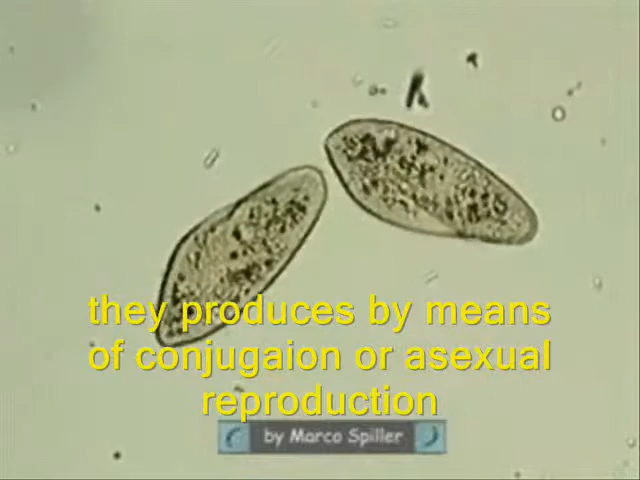 they produces by means
of conjugaion or asexual
reproduction
by Marco Spiller